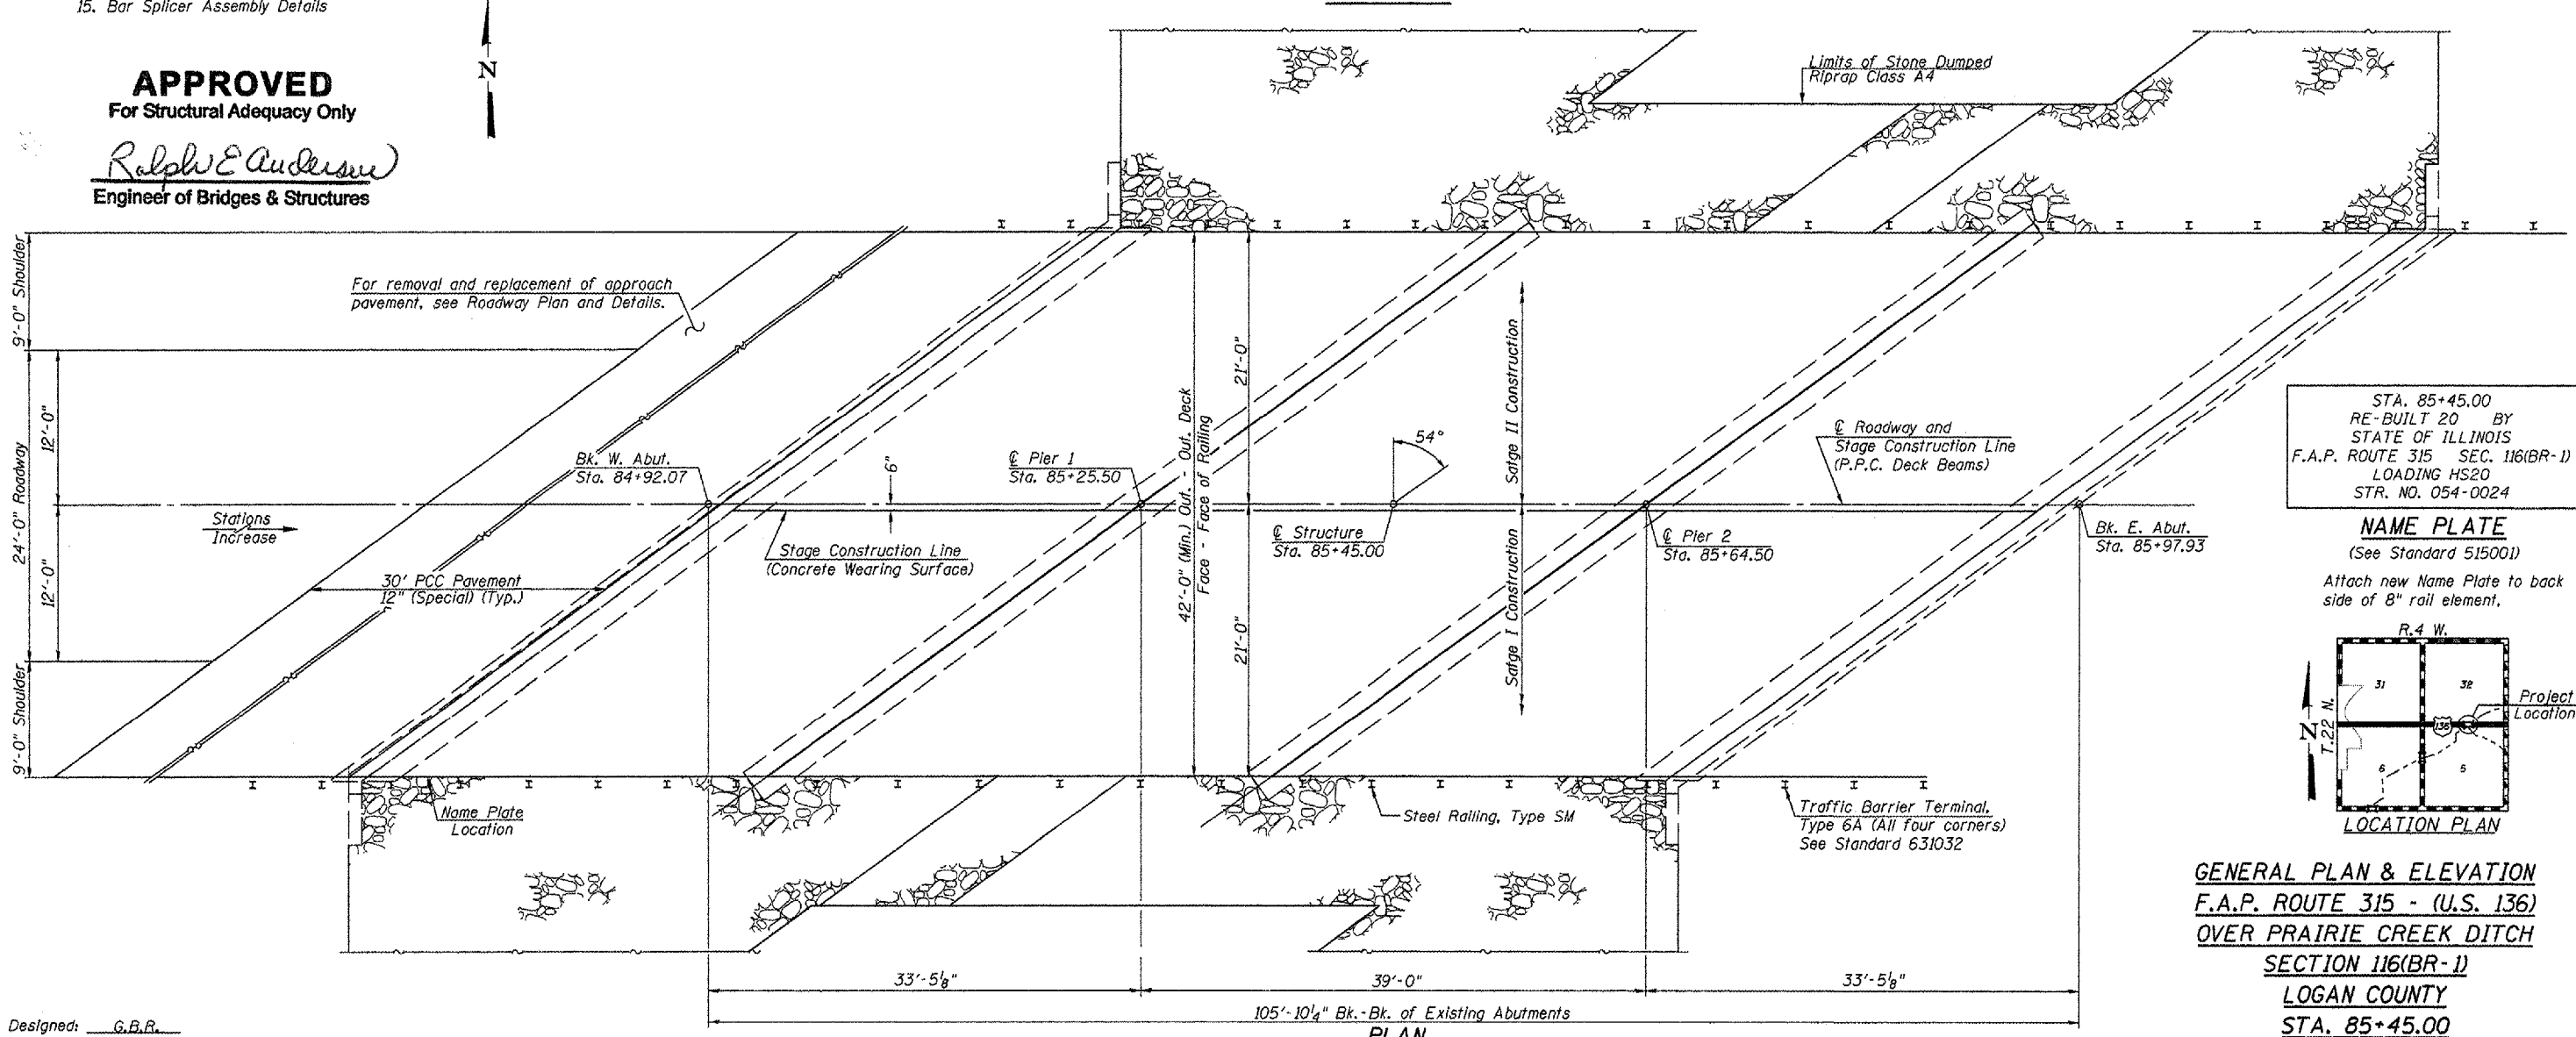 15. Bar Splicer Assembly Details
APPROVED
For Structural Adequacy Only
Ralph E Anderson
Engineer of Bridges & Structures
N
Limits of Stone Dumped
Riprap Class A4
9'-0" Shoulder
24'-0" Roadway
9'-0" Shoulder
12'-0"
12'-0"
For removal and replacement of approach
pavement, see Roadway Plan and Details.
Stations
Increase
30' PCC Pavement
12" (Special) (Typ.)
Bk. W. Abut.
Sta. 84+92.07
6"
Stage Construction Line
(Concrete Wearing Surface)
℄ Pier 1
Sta. 85+25.50
42'-0" (Min.) Out. - Out. Deck
Face - Face of Railing
21'-0"
21'-0"
℄ Structure
Sta. 85+45.00
54°
Satge II Construction
Satge I Construction
℄ Pier 2
Sta. 85+64.50
℄ Roadway and
Stage Construction Line
(P.P.C. Deck Beams)
Bk. E. Abut.
Sta. 85+97.93
Name Plate
Location
Steel Railing, Type SM
Traffic Barrier Terminal,
Type 6A (All four corners)
See Standard 631032
33'-5⅛"
39'-0"
33'-5⅛"
105'-10¼" Bk.-Bk. of Existing Abutments
PLAN
Designed: G.B.R.
STA. 85+45.00
RE-BUILT 20 BY
STATE OF ILLINOIS
F.A.P. ROUTE 315 SEC. 116(BR-1)
LOADING HS20
STR. NO. 054-0024
NAME PLATE
(See Standard 515001)
Attach new Name Plate to back
side of 8" rail element.
R.4 W.
T.22 N.
N
31
32
136
6
5
Project
Location
LOCATION PLAN
GENERAL PLAN & ELEVATION
F.A.P. ROUTE 315 - (U.S. 136)
OVER PRAIRIE CREEK DITCH
SECTION 116(BR-1)
LOGAN COUNTY
STA. 85+45.00